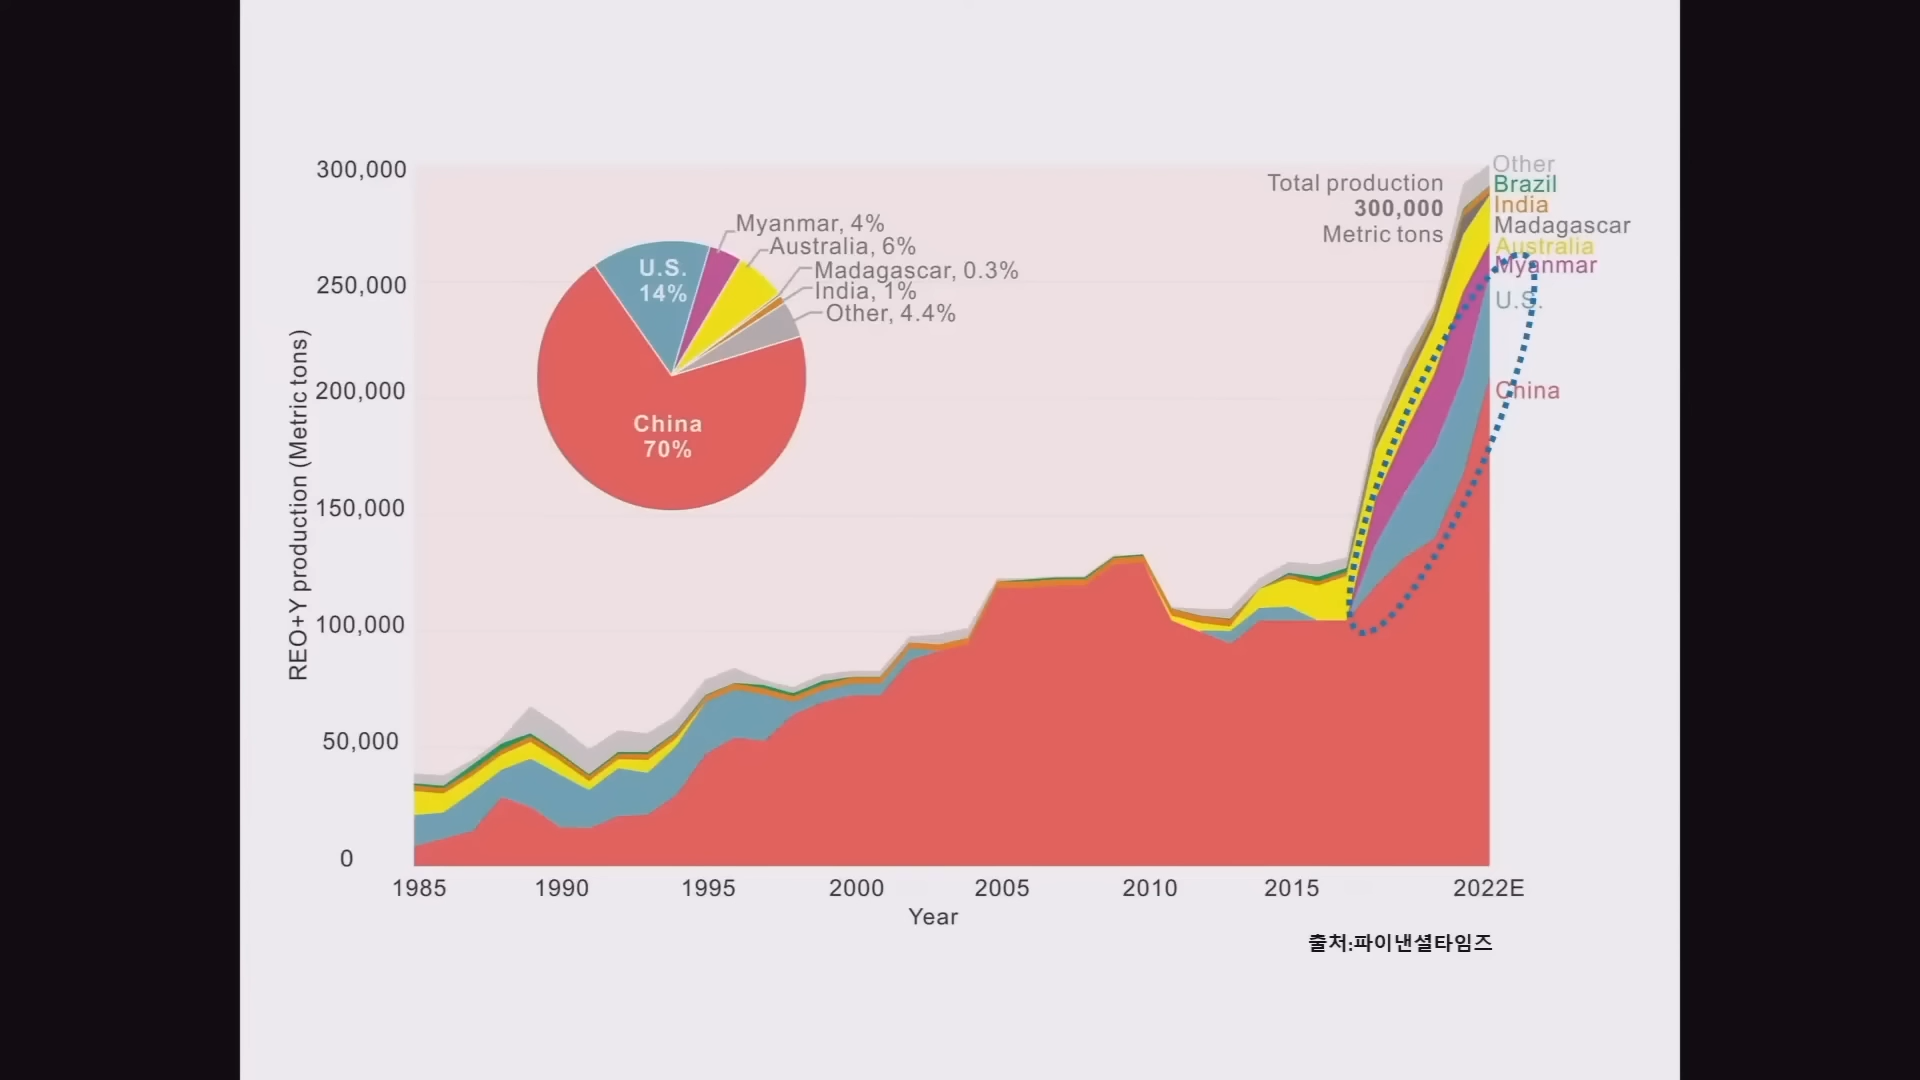 300,000
250,000
200,000
150,000
100,000
50,000
0
REO+Y production (Metric tons)
1985
1990
1995
2000
2005
2010
2015
2022E
Year
U.S.
14%
China
70%
Myanmar, 4%
Australia, 6%
Madagascar, 0.3%
India, 1%
Other, 4.4%
Total production
300,000
Metric tons
Other
Brazil
India
Madagascar
Australia
Myanmar
U.S.
China
출처:파이낸셜타임즈